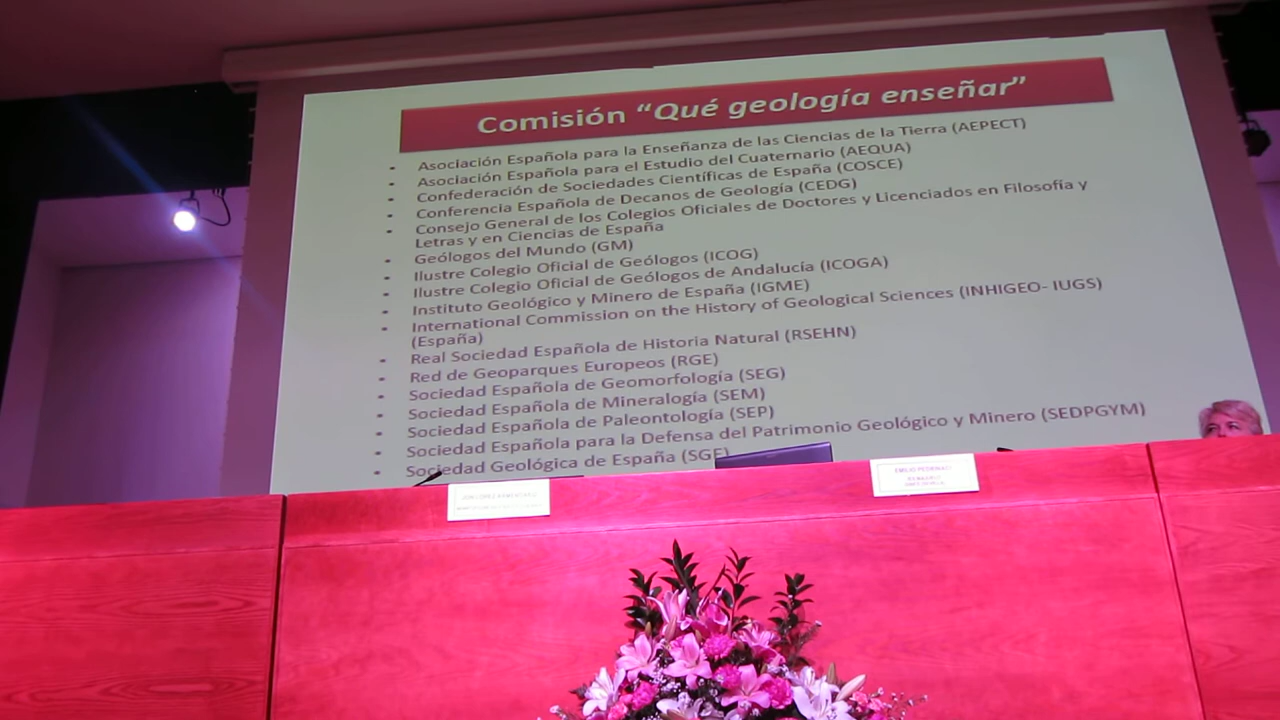 Comisión “Qué geología enseñar”
▪ Asociación Española para la Enseñanza de las Ciencias de la Tierra (AEPECT)
▪ Asociación Española para el Estudio del Cuaternario (AEQUA)
▪ Confederación de Sociedades Científicas de España (COSCE)
▪ Conferencia Española de Decanos de Geología (CEDG)
▪ Consejo General de los Colegios Oficiales de Doctores y Licenciados en Filosofía y
Letras y en Ciencias de España
▪ Geólogos del Mundo (GM)
▪ Ilustre Colegio Oficial de Geólogos (ICOG)
▪ Ilustre Colegio Oficial de Geólogos de Andalucía (ICOGA)
▪ Instituto Geológico y Minero de España (IGME)
▪ International Commission on the History of Geological Sciences (INHIGEO- IUGS)
(España)
▪ Real Sociedad Española de Historia Natural (RSEHN)
▪ Red de Geoparques Europeos (RGE)
▪ Sociedad Española de Geomorfología (SEG)
▪ Sociedad Española de Mineralogía (SEM)
▪ Sociedad Española de Paleontología (SEP)
▪ Sociedad Española para la Defensa del Patrimonio Geológico y Minero (SEDPGYM)
▪ Sociedad Geológica de España (SGE)
EMILIO